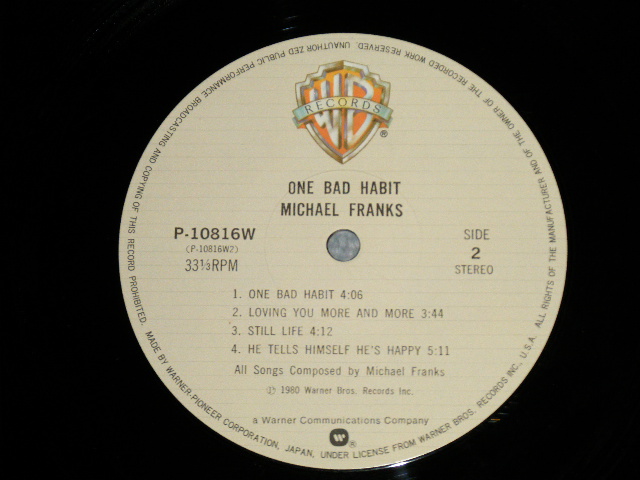 WB
RECORDS
®
ONE BAD HABIT
MICHAEL FRANKS
P-10816W
(P-10816W2)
33⅓RPM
SIDE
2
STEREO
1. ONE BAD HABIT 4:06
2. LOVING YOU MORE AND MORE 3:44
3. STILL LIFE 4:12
4. HE TELLS HIMSELF HE'S HAPPY 5:11
All Songs Composed by Michael Franks
Ⓟ 1980 Warner Bros. Records Inc.
a Warner Communications Company
®
MADE BY WARNER-PIONEER CORPORATION, JAPAN, UNDER LICENSE FROM WARNER BROS. RECORDS INC., U.S.A. ALL RIGHTS OF THE MANUFACTURER AND OF THE OWNER OF THE RECORDED WORK RESERVED. UNAUTHORIZED PUBLIC PERFORMANCE BROADCASTING AND COPYING OF THIS RECORD PROHIBITED.